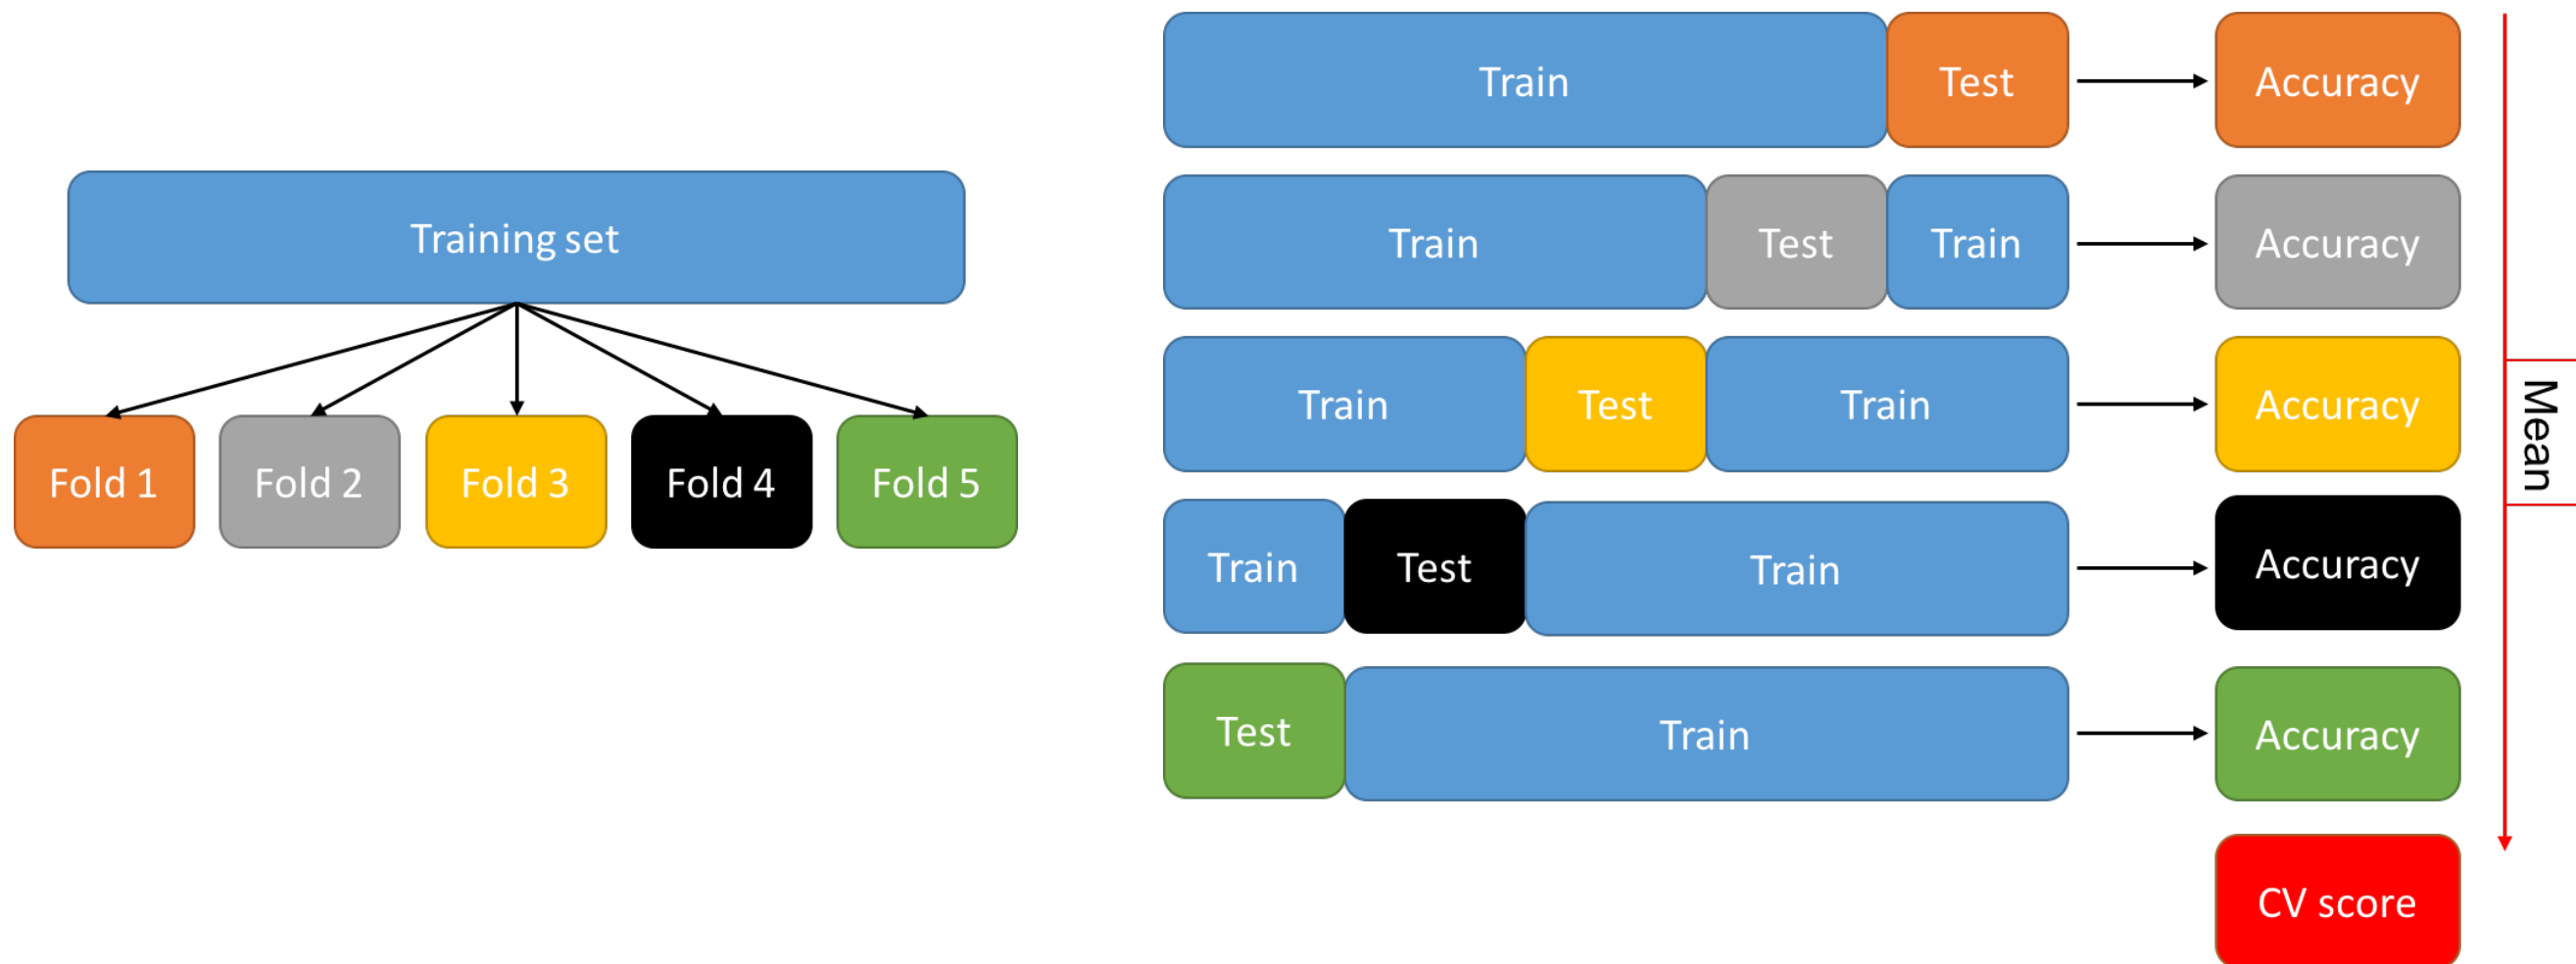 Training set
Fold 1
Fold 2
Fold 3
Fold 4
Fold 5
Train
Test
Accuracy
Train
Test
Train
Accuracy
Train
Test
Train
Accuracy
Train
Test
Train
Accuracy
Test
Train
Accuracy
Mean
CV score